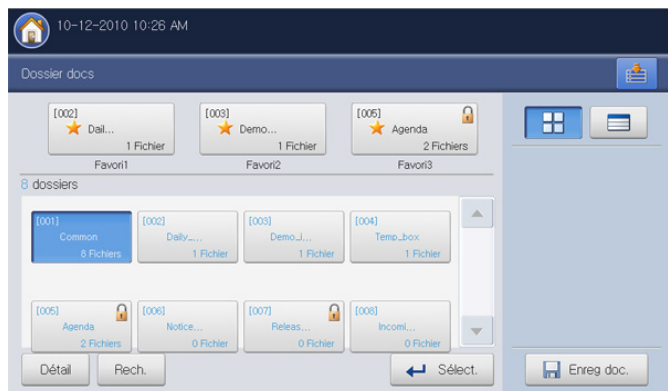 10-12-2010 10:26 AM
Dossier docs
[002] [003] [005]
Dail... Demo... Agenda
1 Fichier 1 Fichier 2 Fichiers
Favori1 Favori2 Favori3
8 dossiers
[001] [002] [003] [004]
Common Daily_... Demo_i... Temp_box
6 Fichiers 1 Fichier 1 Fichier 1 Fichier
[005] [006] [007] [008]
Agenda Notice... Releas... Incomi...
2 Fichiers 0 Fichier 0 Fichier 0 Fichier
Détail Rech. Sélect. Enreg doc.